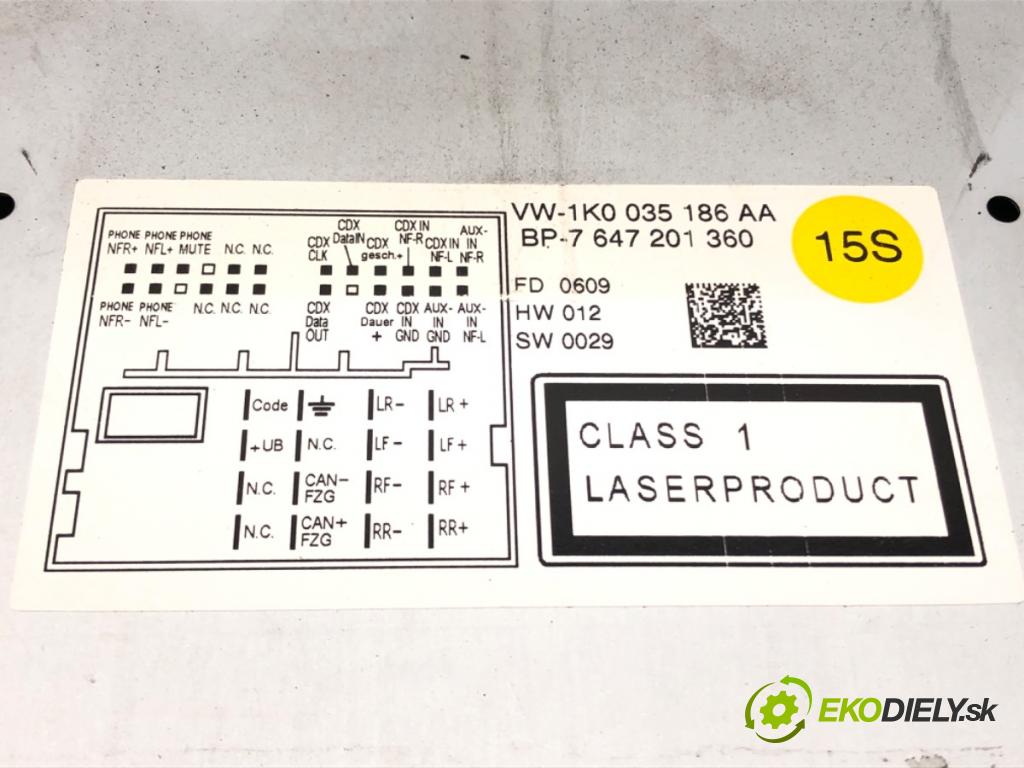 VW-1K0 035 186 AA
BP-7 647 201 360
15S
FD 0609
HW 012
SW 0029
PHONE PHONE PHONE
NFR+ NFL+ MUTE N.C. N.C.
PHONE PHONE N.C. N.C. N.C.
NFR- NFL-
CDX CLK
CDX DataIN
CDX gesch.+
CDX IN NF-R
CDX IN NF-L
AUX- IN NF-R
CDX Data OUT
CDX Dauer +
CDX IN GND
AUX- IN GND
AUX- IN NF-L
Code LR- LR+
+UB N.C. LF- LF+
N.C. CAN- FZG RF- RF+
N.C. CAN+ FZG RR- RR+
CLASS 1
LASERPRODUCT
EKODIELY.sk